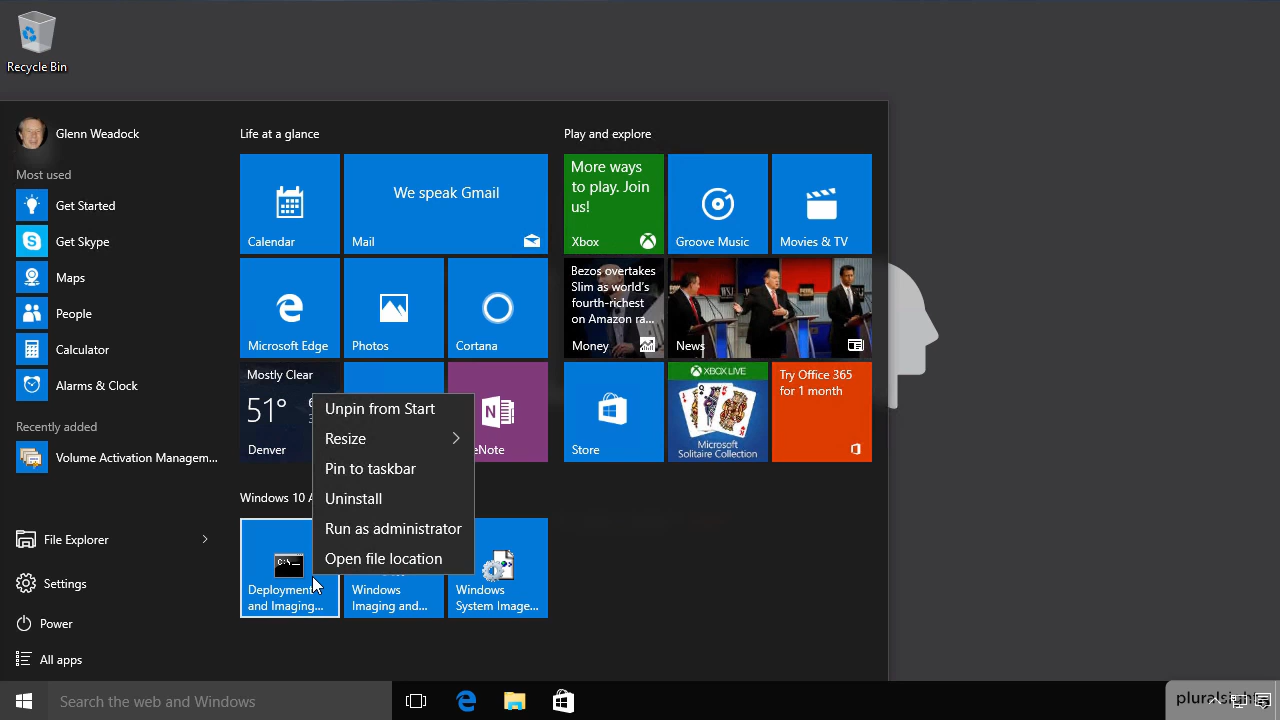 Recycle Bin
Glenn Weadock
Most used
Get Started
Get Skype
Maps
People
Calculator
Alarms & Clock
Recently added
Volume Activation Managem...
File Explorer
Settings
Power
All apps
Life at a glance
Calendar
We speak Gmail
Mail
Microsoft Edge
Photos
Cortana
Mostly Clear
51°
Denver
Unpin from Start
Resize
Pin to taskbar
Uninstall
Run as administrator
Open file location
Windows 10
Deployment
and Imaging...
Windows
Imaging and...
Windows
System Image...
Play and explore
More ways
to play. Join
us!
Xbox
Groove Music
Movies & TV
Bezos overtakes
Slim as world's
fourth-richest
on Amazon ra...
Money
News
Store
XBOX LIVE
Microsoft
Solitaire Collection
Try Office 365
for 1 month
Search the web and Windows